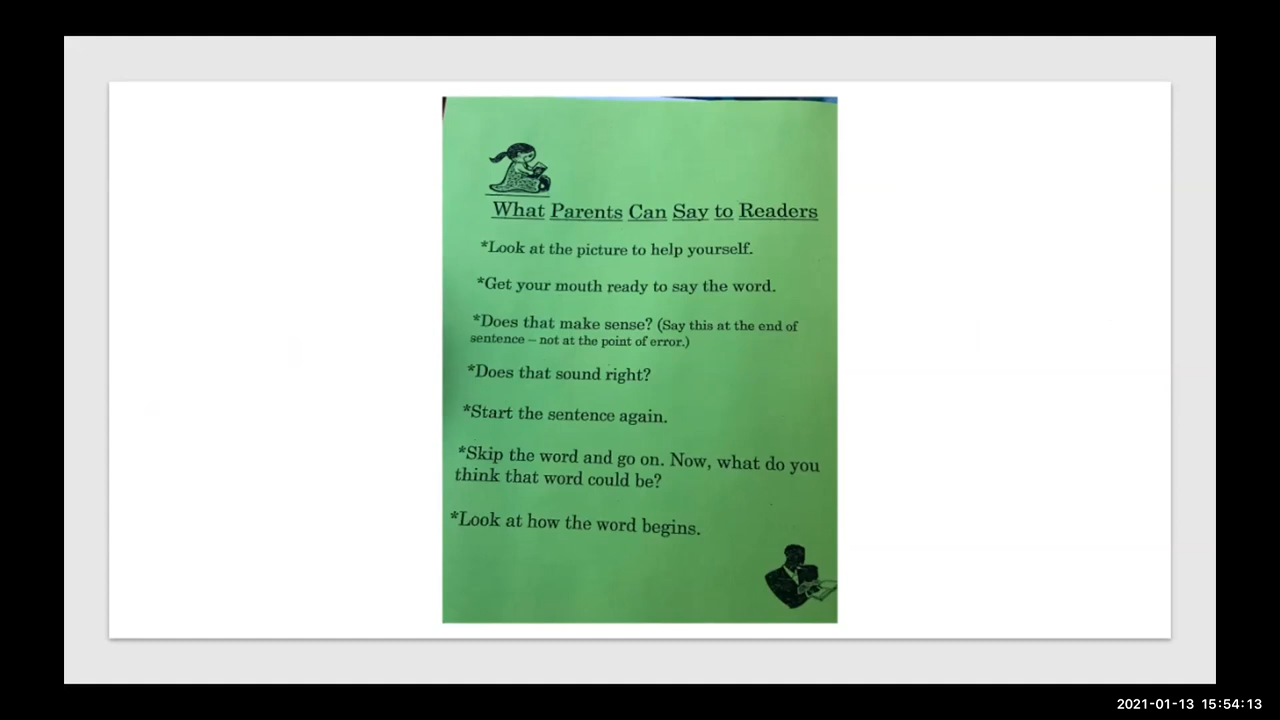 What Parents Can Say to Readers
*Look at the picture to help yourself.
*Get your mouth ready to say the word.
*Does that make sense? (Say this at the end of
sentence – not at the point of error.)
*Does that sound right?
*Start the sentence again.
*Skip the word and go on. Now, what do you
think that word could be?
*Look at how the word begins.
2021-01-13 15:54:13